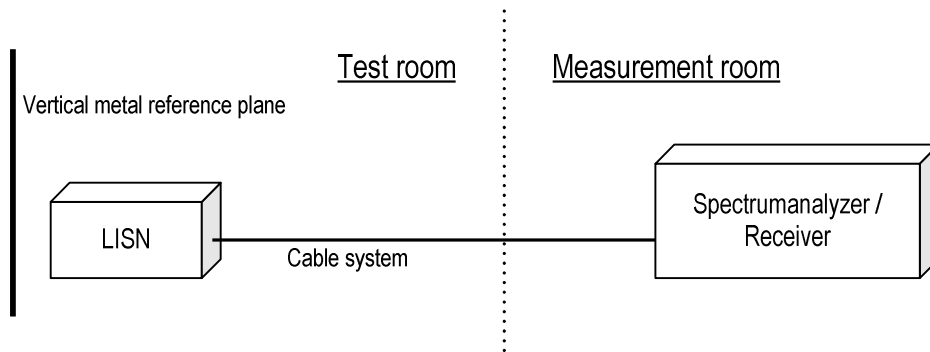 Test room
Measurement room
Vertical metal reference plane
LISN
Cable system
Spectrumanalyzer /
Receiver